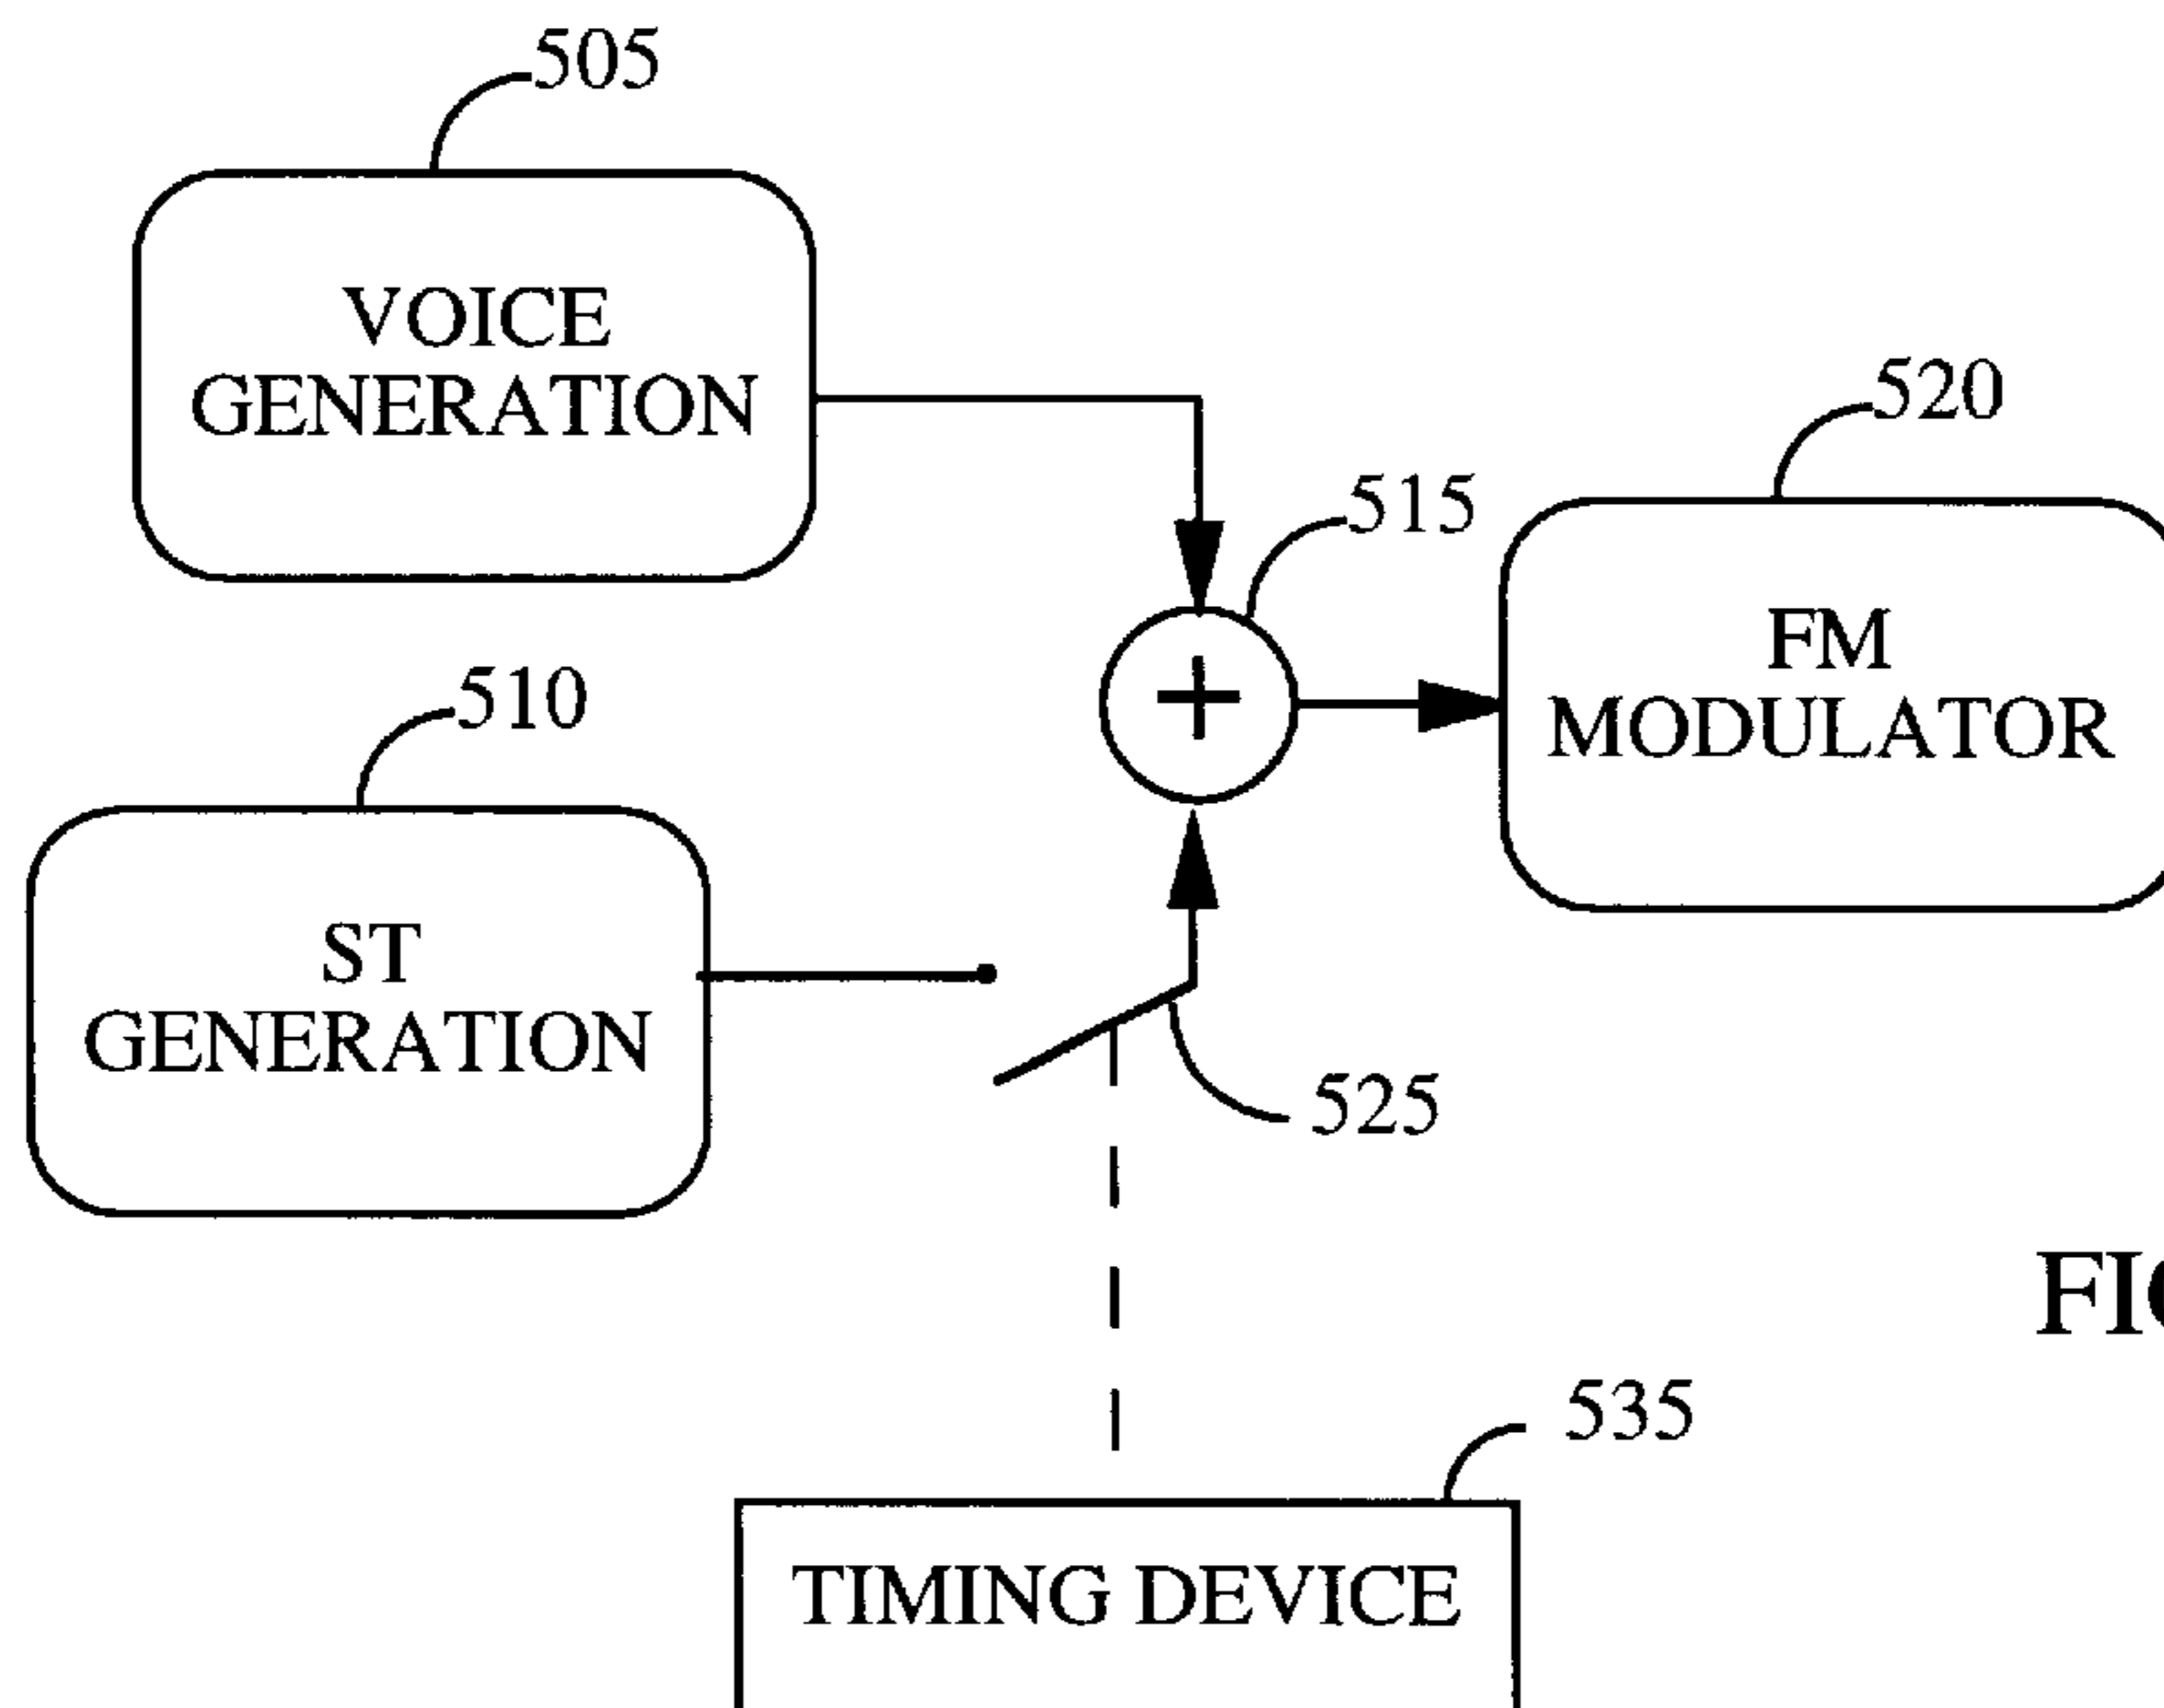 505
VOICE
GENERATION
520
515
FM
MODULATOR
510
ST
GENERATION
525
535
TIMING DEVICE